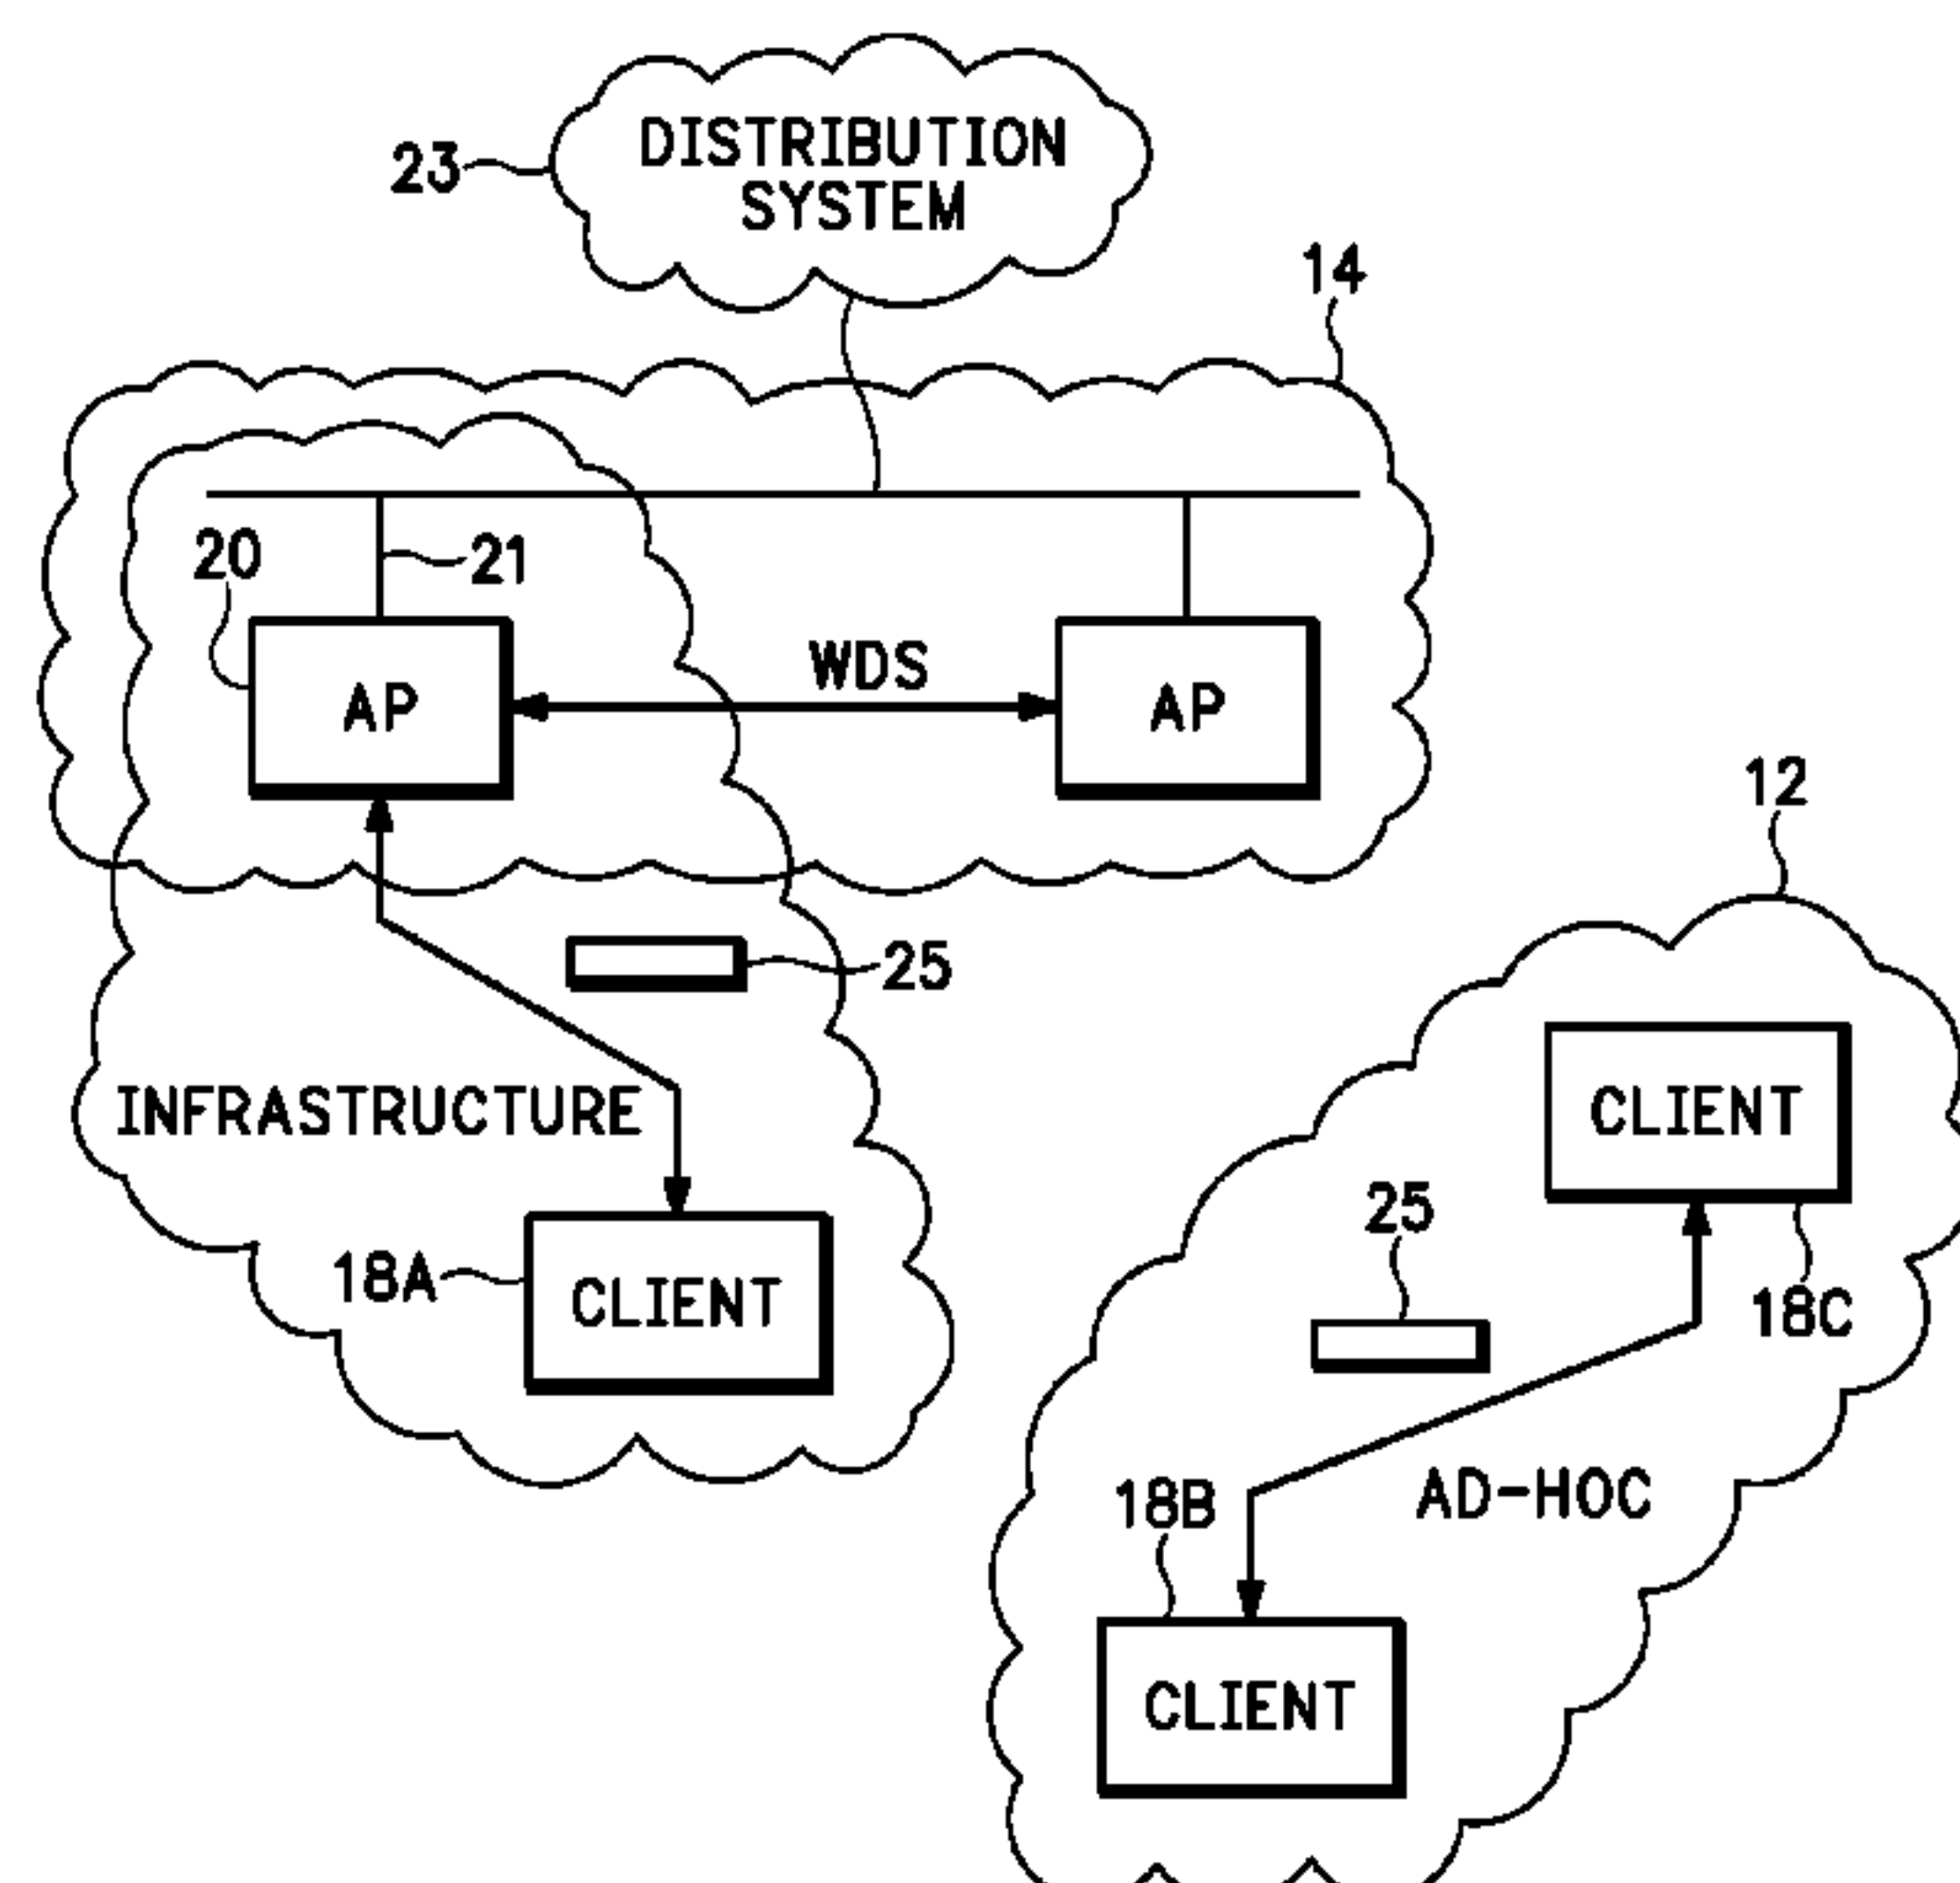 23
DISTRIBUTION
SYSTEM
14
20
21
AP
WDS
AP
12
25
INFRASTRUCTURE
CLIENT
25
18A
CLIENT
18C
18B
AD-HOC
CLIENT